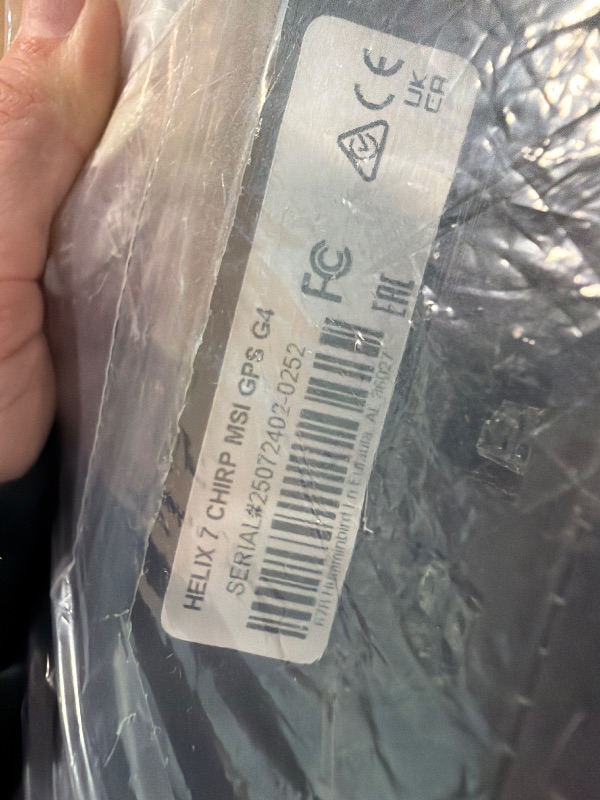 HELIX 7 CHIRP MSI GPS G4
SERIAL#25072402-0252
678 Humminbird Ln Eufaula AL 36027
FC
EAC
CE
UK
CA